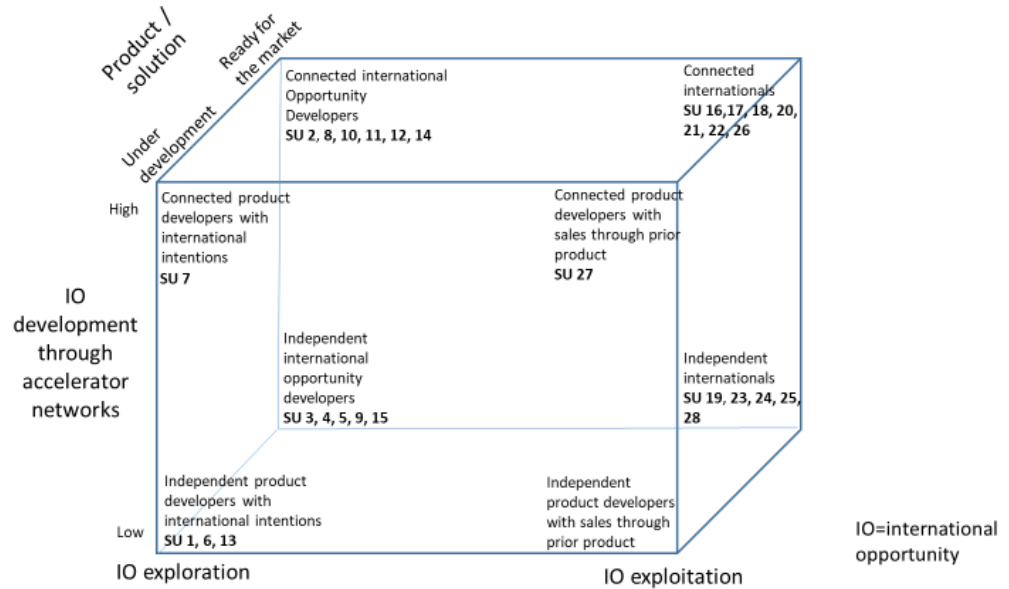 Product /
solution
Ready for
the market
Under
development
Connected international
Opportunity
Developers
SU 2, 8, 10, 11, 12, 14
Connected
internationals
SU 16,17, 18, 20,
21, 22, 26
High
Connected product
developers with
international
intentions
SU 7
Connected product
developers with
sales through prior
product
SU 27
IO
development
through
accelerator
networks
Independent
international
opportunity
developers
SU 3, 4, 5, 9, 15
Independent
internationals
SU 19, 23, 24, 25,
28
Low
Independent product
developers with
international intentions
SU 1, 6, 13
Independent
product developers
with sales through
prior product
IO exploration
IO exploitation
IO=international
opportunity